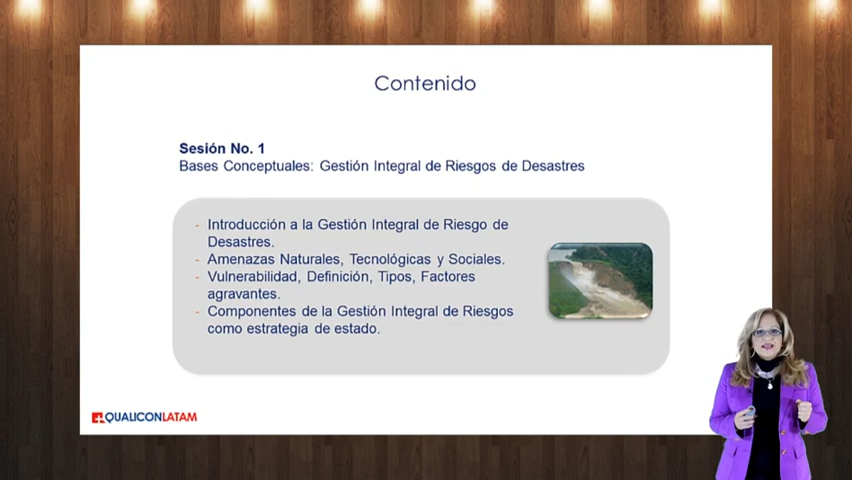 Contenido
Sesión No. 1
Bases Conceptuales: Gestión Integral de Riesgos de Desastres
- Introducción a la Gestión Integral de Riesgo de
Desastres.
- Amenazas Naturales, Tecnológicas y Sociales.
- Vulnerabilidad, Definición, Tipos, Factores
agravantes.
- Componentes de la Gestión Integral de Riesgos
como estrategia de estado.
QUALICONLATAM